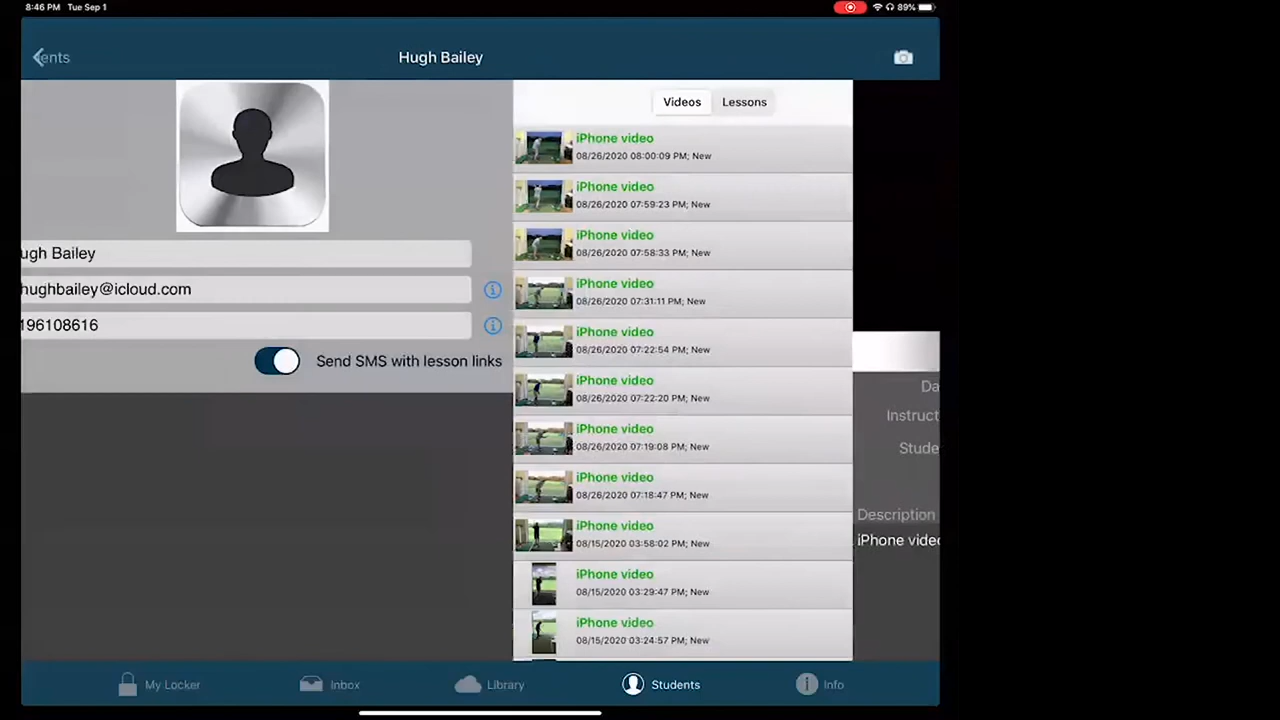 8:46 PM Tue Sep 1
89%
ents
Hugh Bailey
Videos
Lessons
iPhone video
08/26/2020 08:00:09 PM; New
iPhone video
08/26/2020 07:59:23 PM; New
iPhone video
08/26/2020 07:58:33 PM; New
iPhone video
08/26/2020 07:31:11 PM; New
iPhone video
08/26/2020 07:22:54 PM; New
iPhone video
08/26/2020 07:22:20 PM; New
iPhone video
08/26/2020 07:19:08 PM; New
iPhone video
08/26/2020 07:18:47 PM; New
iPhone video
08/15/2020 03:58:02 PM; New
iPhone video
08/15/2020 03:29:47 PM; New
iPhone video
08/15/2020 03:24:57 PM; New
ugh Bailey
hughbailey@icloud.com
196108616
Send SMS with lesson links
Da
Instruct
Stude
Description
iPhone videc
My Locker
Inbox
Library
Students
Info